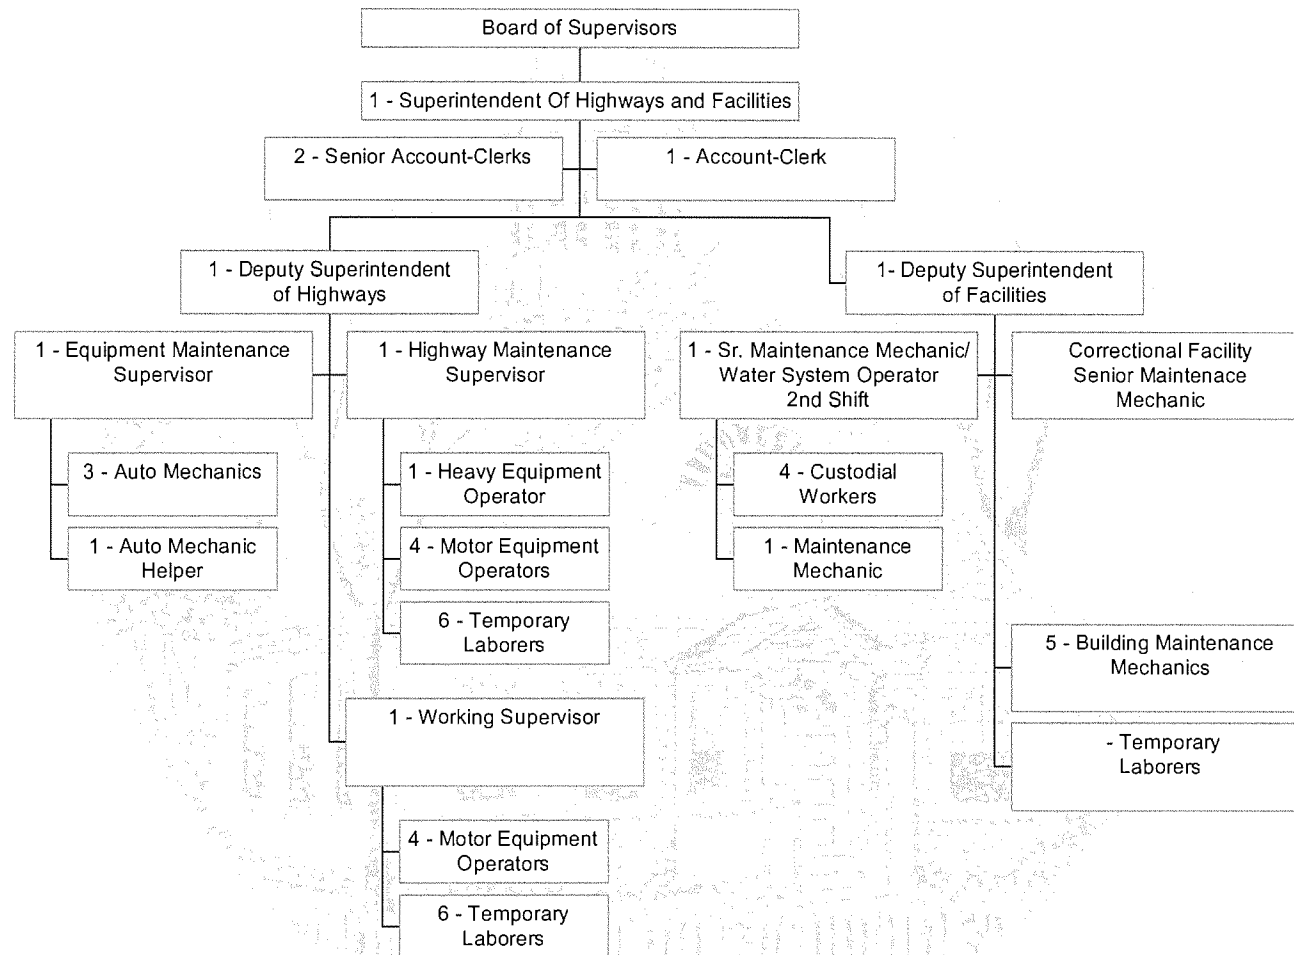 Board of Supervisors
1 - Superintendent Of Highways and Facilities
2 - Senior Account-Clerks
1 - Account-Clerk
1 - Deputy Superintendent
of Highways
1- Deputy Superintendent
of Facilities
1 - Equipment Maintenance
Supervisor
1 - Highway Maintenance
Supervisor
1 - Sr. Maintenance Mechanic/
Water System Operator
2nd Shift
Correctional Facility
Senior Maintenace
Mechanic
3 - Auto Mechanics
1 - Auto Mechanic
Helper
1 - Heavy Equipment
Operator
4 - Motor Equipment
Operators
6 - Temporary
Laborers
4 - Custodial
Workers
1 - Maintenance
Mechanic
5 - Building Maintenance
Mechanics
- Temporary
Laborers
1 - Working Supervisor
4 - Motor Equipment
Operators
6 - Temporary
Laborers